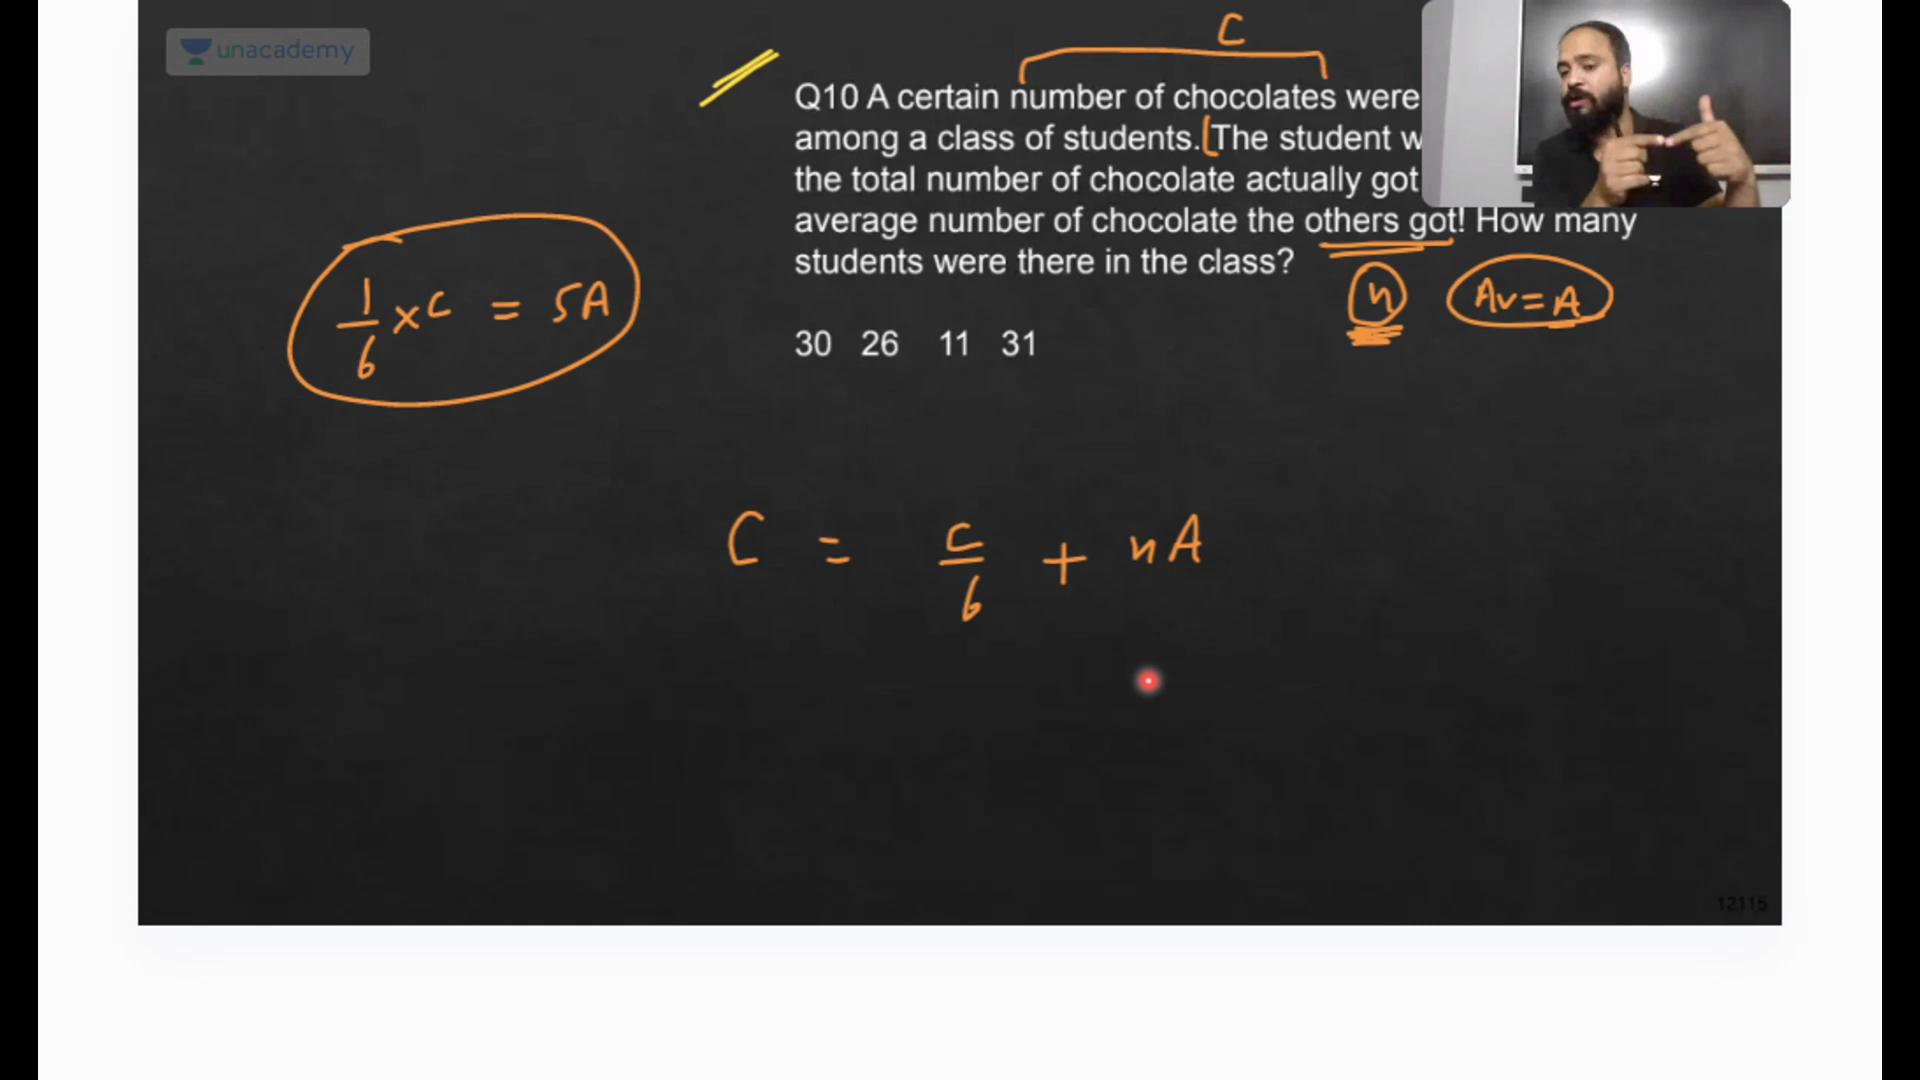 unacademy
C
Q10 A certain number of chocolates were
among a class of students. The student w
the total number of chocolate actually got
average number of chocolate the others got! How many
students were there in the class?
n Av = A
30 26 11 31
1/6 × C = 5A
C = C/6 + nA
12115